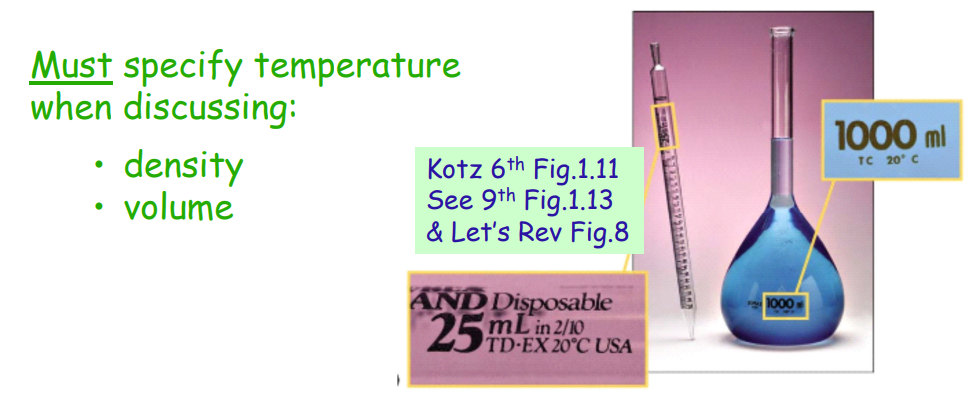 Must specify temperature
when discussing:
• density
• volume
Kotz 6th Fig.1.11
See 9th Fig.1.13
& Let's Rev Fig.8
1000 ml
TC 20° C
AND Disposable
25 mL in 2/10
TD·EX 20°C USA
1000